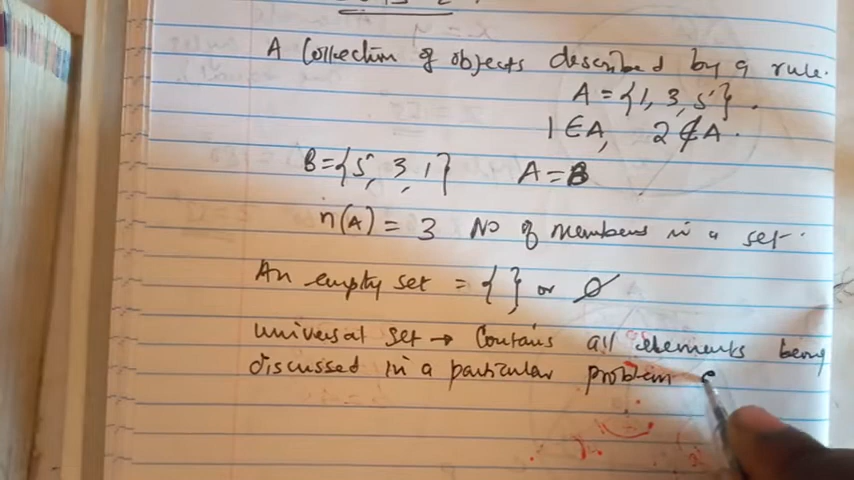 A Collection of objects described by a rule.
A = {1, 3, 5}.
1 ∈ A, 2 ∉ A.
B = {5, 3, 1} A = B
n(A) = 3 No of members in a set.
An empty set = { } or ∅
universal set → Contains all elements being
discussed in a particular problem